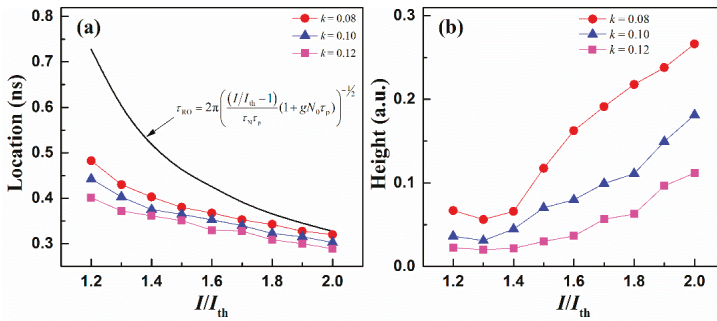 (a)
k = 0.08
k = 0.10
k = 0.12
τRO = 2π((I/Ith −1)/τNτp (1+ gN0τp))^−1/2
Location (ns)
0.8
0.7
0.6
0.5
0.4
0.3
1.2 1.4 1.6 1.8 2.0
I/Ith
(b)
k = 0.08
k = 0.10
k = 0.12
Height (a.u.)
0.3
0.2
0.1
0.0
1.2 1.4 1.6 1.8 2.0
I/Ith